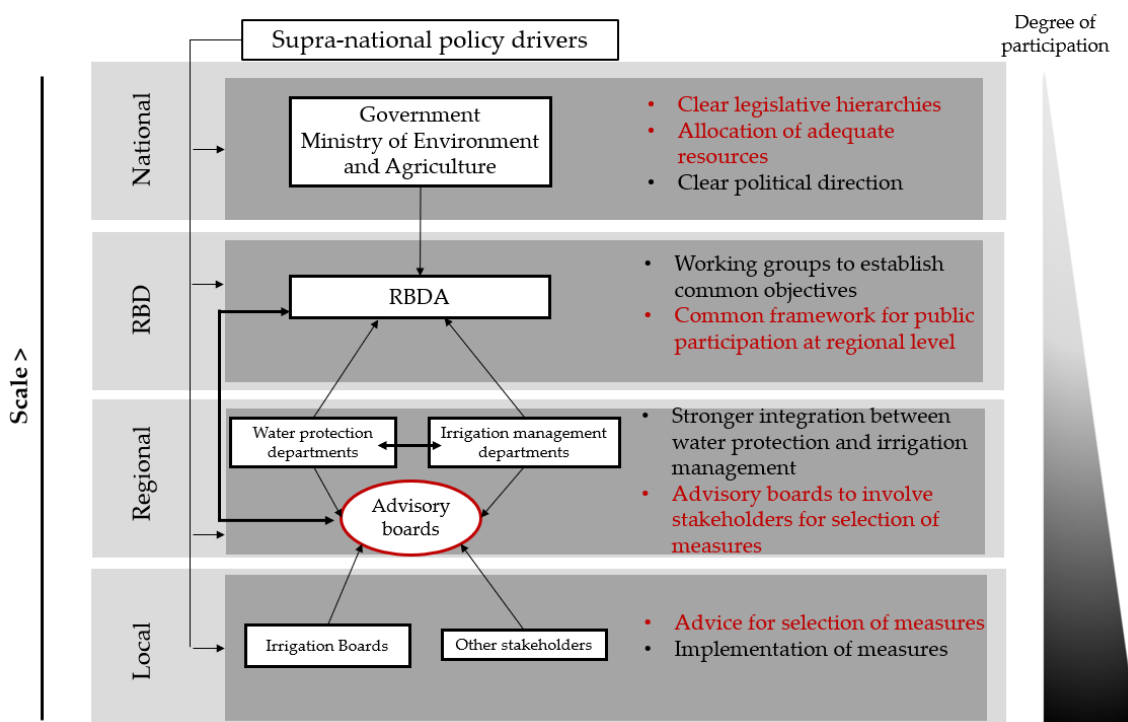 Supra-national policy drivers
Degree of
participation
Scale >
National
Government
Ministry of Environment
and Agriculture
• Clear legislative hierarchies
• Allocation of adequate
resources
• Clear political direction
RBD
RBDA
• Working groups to establish
common objectives
• Common framework for public
participation at regional level
Regional
Water protection
departments
Irrigation management
departments
Advisory
boards
• Stronger integration between
water protection and irrigation
management
• Advisory boards to involve
stakeholders for selection of
measures
Local
Irrigation Boards
Other stakeholders
• Advice for selection of measures
• Implementation of measures